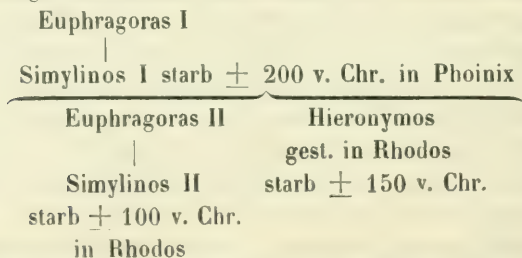 Euphragoras I
Simylinos I starb ± 200 v. Chr. in Phoinix
Euphragoras II Hieronymos
gest. in Rhodos
Simylinos II starb ± 150 v. Chr.
starb ± 100 v. Chr.
in Rhodos